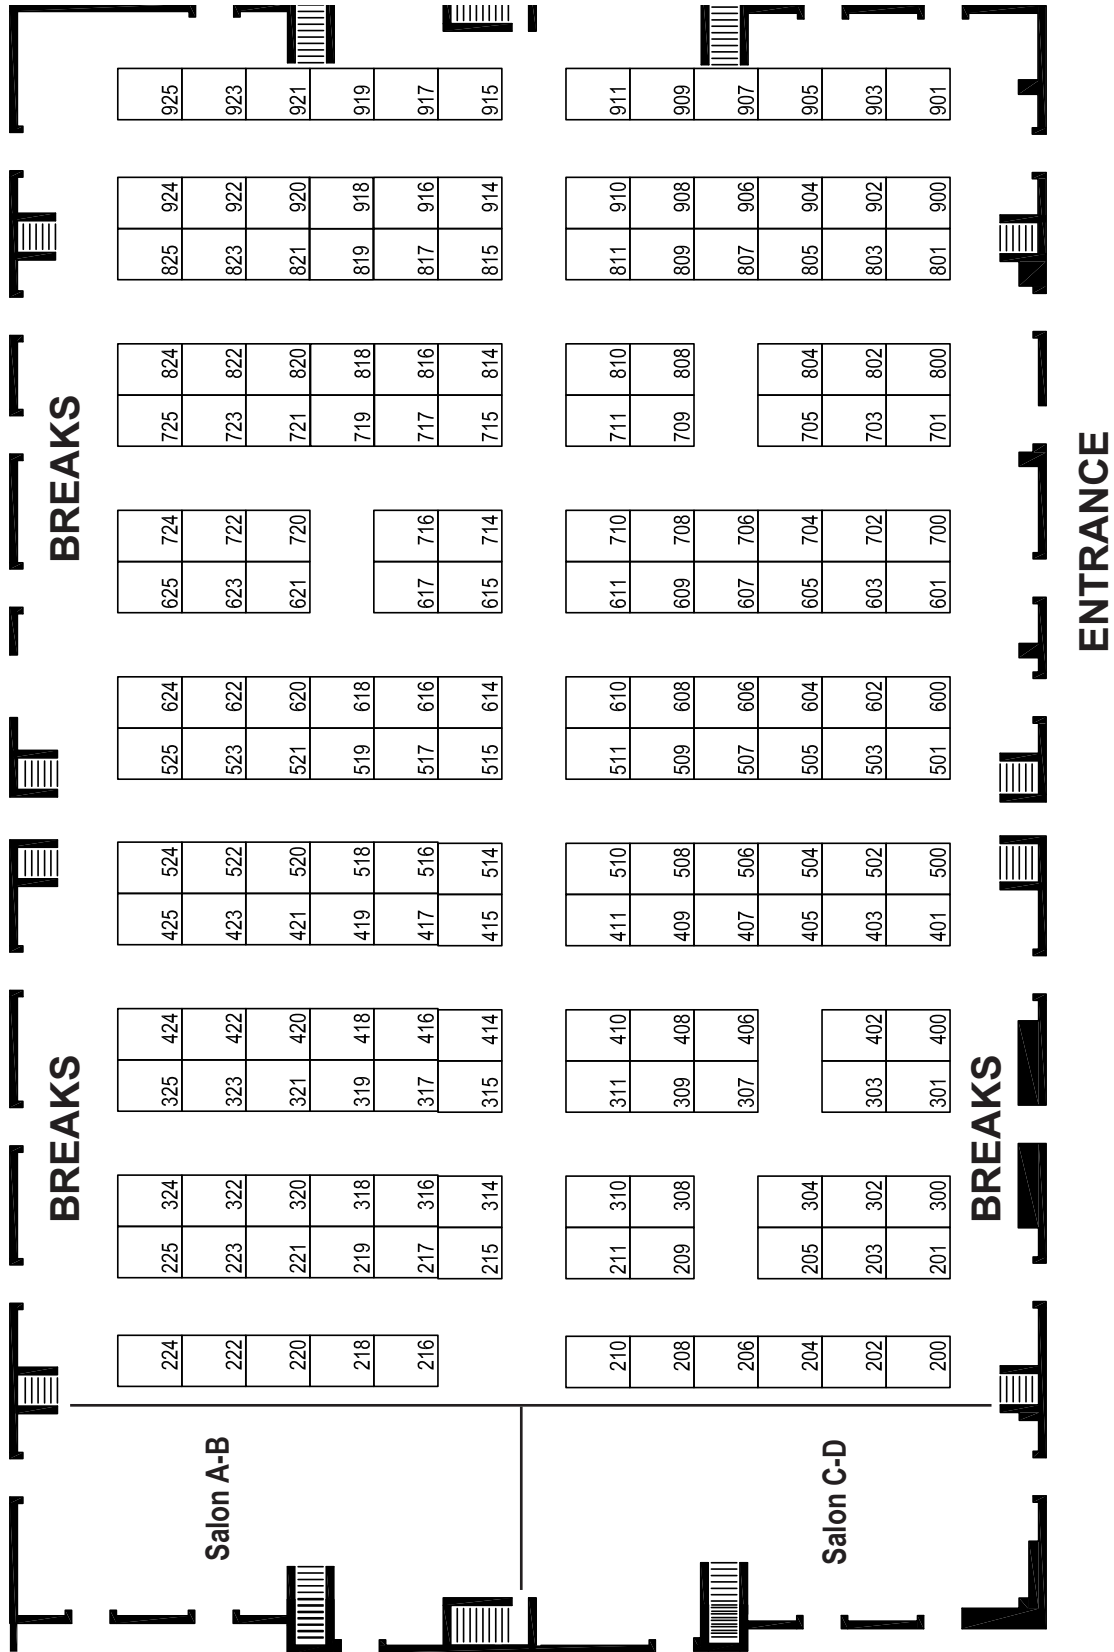 925 923 921 919 917 915 911 909 907 905 903 901
924 922 920 918 916 914 910 908 906 904 902 900
825 823 821 819 817 815 811 809 807 805 803 801
824 822 820 818 816 814 810 808 804 802 800
725 723 721 719 717 715 711 709 705 703 701
BREAKS
ENTRANCE
724 722 720 716 714 710 708 706 704 702 700
625 623 621 617 615 611 609 607 605 603 601
624 622 620 618 616 614 610 608 606 604 602 600
525 523 521 519 517 515 511 509 507 505 503 501
524 522 520 518 516 514 510 508 506 504 502 500
425 423 421 419 417 415 411 409 407 405 403 401
424 422 420 418 416 414 410 408 406 402 400
325 323 321 319 317 315 311 309 307 303 301
BREAKS
BREAKS
324 322 320 318 316 314 310 308 304 302 300
225 223 221 219 217 215 211 209 205 203 201
224 222 220 218 216 210 208 206 204 202 200
Salon A-B
Salon C-D